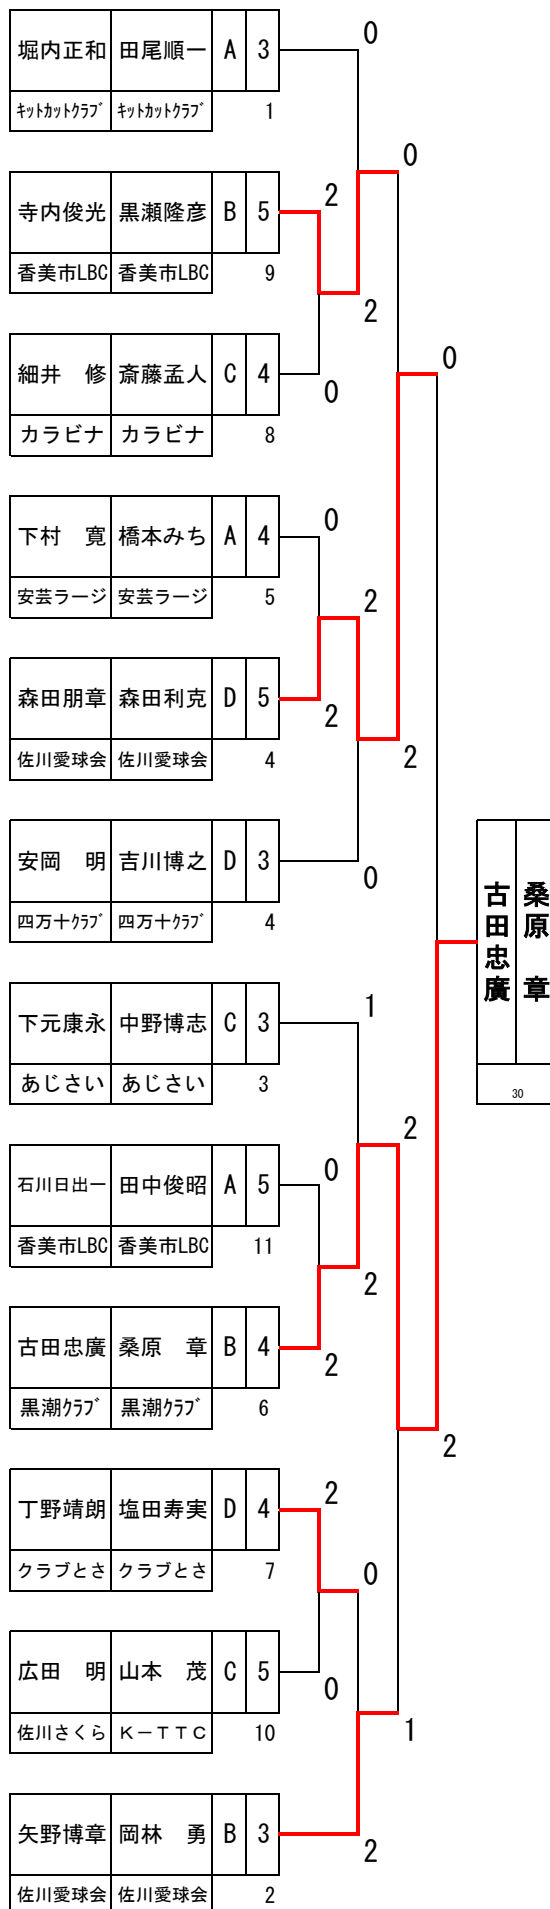 堀内正和 田尾順一 A 3
ｷｯﾄｶｯﾄｸﾗﾌﾞ ｷｯﾄｶｯﾄｸﾗﾌﾞ 1
0
0
寺内俊光 黒瀬隆彦 B 5
2
香美市LBC 香美市LBC 9
2
細井　修 斎藤孟人 C 4
0
0
カラビナ カラビナ 8
下村　寛 橋本みち A 4
0
安芸ラージ 安芸ラージ 5
2
森田朋章 森田利克 D 5
2
佐川愛球会 佐川愛球会 4
2
安岡　明 吉川博之 D 3
0
四万十ｸﾗﾌﾞ 四万十ｸﾗﾌﾞ 4
古田忠廣
桑原　章
30
下元康永 中野博志 C 3
1
あじさい あじさい 3
2
石川日出一 田中俊昭 A 5
0
香美市LBC 香美市LBC 11
2
古田忠廣 桑原　章 B 4
2
黒潮ｸﾗﾌﾞ 黒潮ｸﾗﾌﾞ 6
2
丁野靖朗 塩田寿実 D 4
2
クラブとさ クラブとさ 7
0
広田　明 山本　茂 C 5
0
佐川さくら Ｋ－ＴＴＣ 10
1
矢野博章 岡林　勇 B 3
2
佐川愛球会 佐川愛球会 2